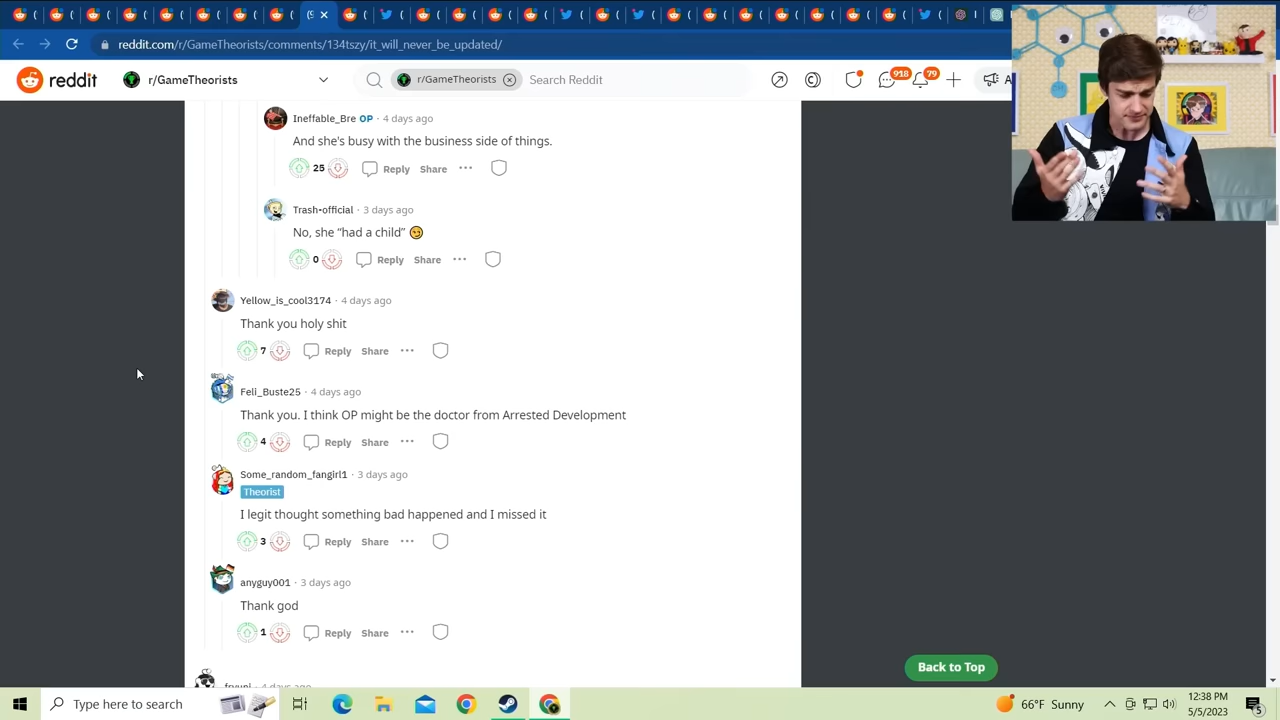 reddit.com/r/GameTheorists/comments/134tszy/it_will_never_be_updated/
reddit
r/GameTheorists
r/GameTheorists
Search Reddit
918
79
Ineffable_Bre OP · 4 days ago
And she's busy with the business side of things.
25 Reply Share ...
Trash-official · 3 days ago
No, she “had a child” 😏
0 Reply Share ...
Yellow_is_cool3174 · 4 days ago
Thank you holy shit
7 Reply Share ...
Feli_Buste25 · 4 days ago
Thank you. I think OP might be the doctor from Arrested Development
4 Reply Share ...
Some_random_fangirl1 · 3 days ago
Theorist
I legit thought something bad happened and I missed it
3 Reply Share ...
anyguy001 · 3 days ago
Thank god
1 Reply Share ...
Back to Top
Type here to search
66°F Sunny
12:38 PM
5/5/2023
5